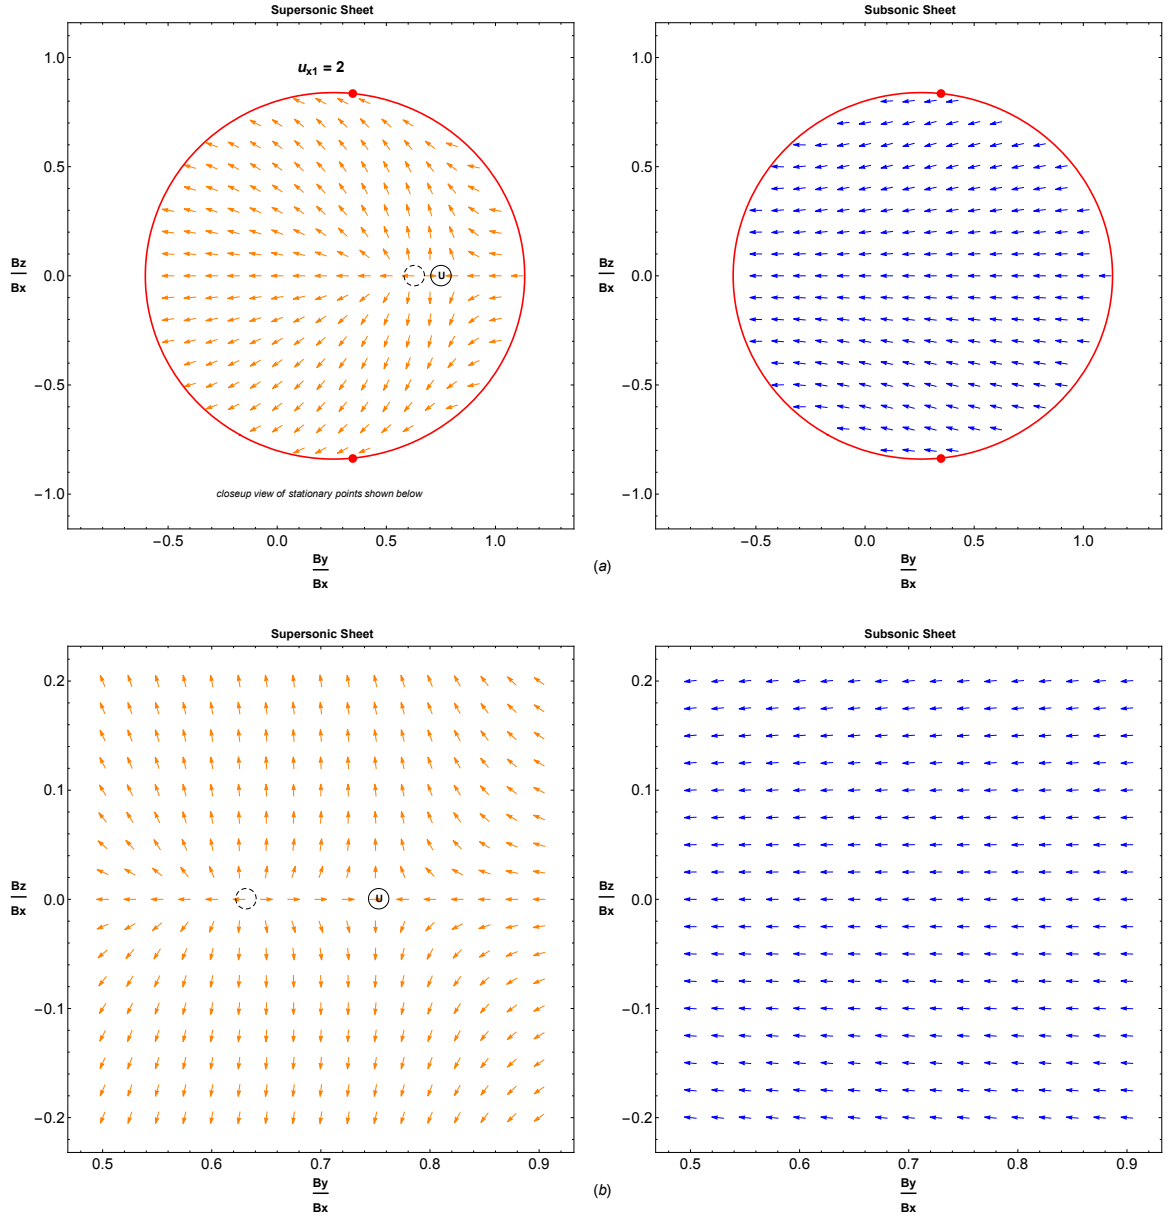 Supersonic Sheet
Subsonic Sheet
u_{x1} = 2
1.0
0.5
0.0
−0.5
−1.0
Bz
Bx
U
closeup view of stationary points shown below
−0.5
0.0
0.5
1.0
By
Bx
1.0
0.5
0.0
−0.5
−1.0
Bz
Bx
−0.5
0.0
0.5
1.0
By
Bx
(a)
Supersonic Sheet
Subsonic Sheet
0.2
0.1
0.0
−0.1
−0.2
Bz
Bx
U
0.5
0.6
0.7
0.8
0.9
By
Bx
0.2
0.1
0.0
−0.1
−0.2
Bz
Bx
0.5
0.6
0.7
0.8
0.9
By
Bx
(b)